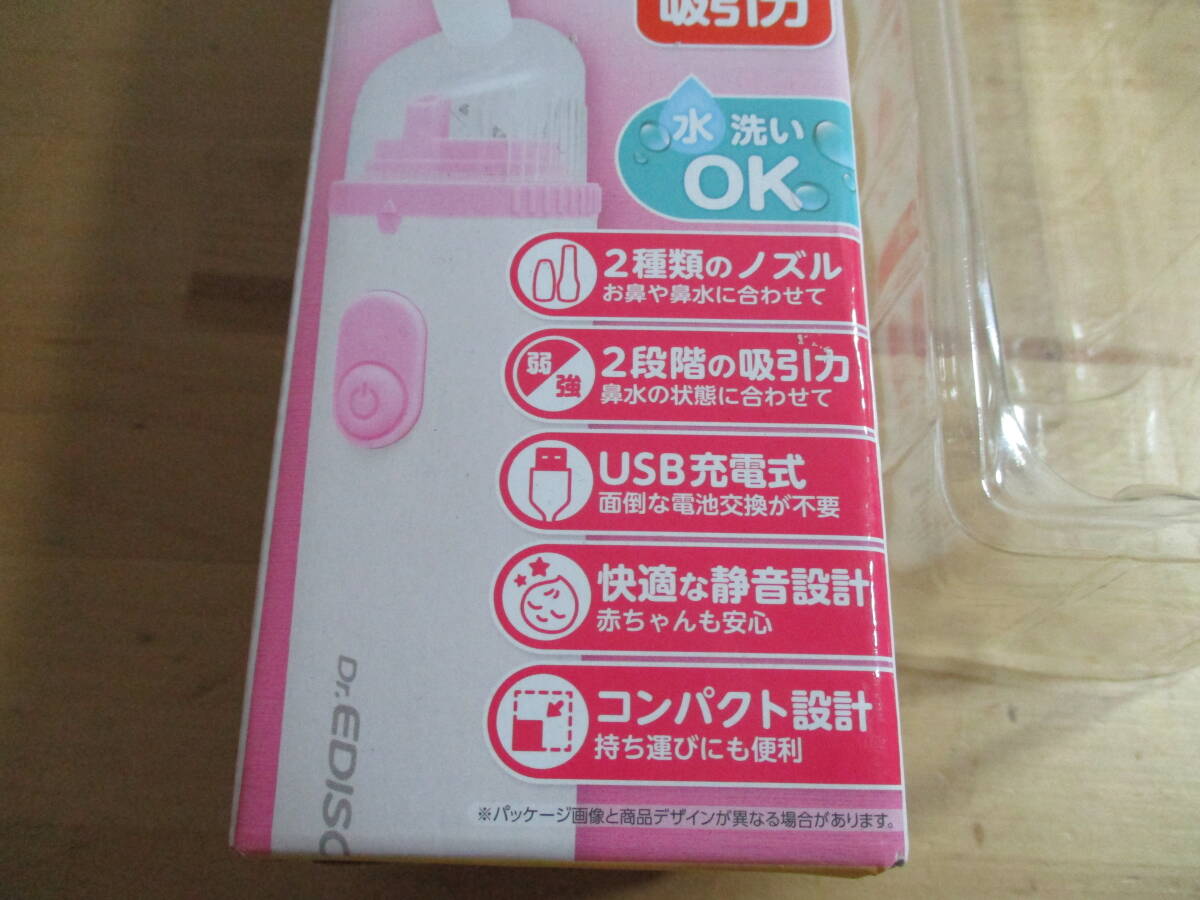 吸引力
水 洗い
OK
2種類のノズル
お鼻や鼻水に合わせて
弱
強
2段階の吸引力
鼻水の状態に合わせて
USB充電式
面倒な電池交換が不要
快適な静音設計
赤ちゃんも安心
コンパクト設計
持ち運びにも便利
Dr.EDISO
※パッケージ画像と商品デザインが異なる場合があります。